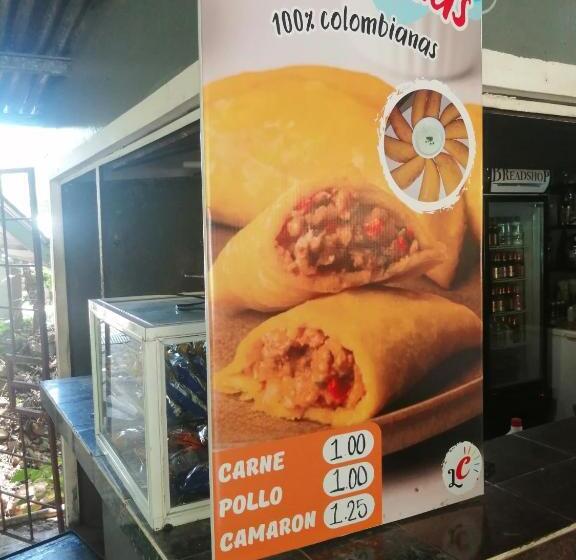 100% colombianas
BREADSHOP
CARNE 1.00
POLLO 1.00
CAMARON 1.25
LC